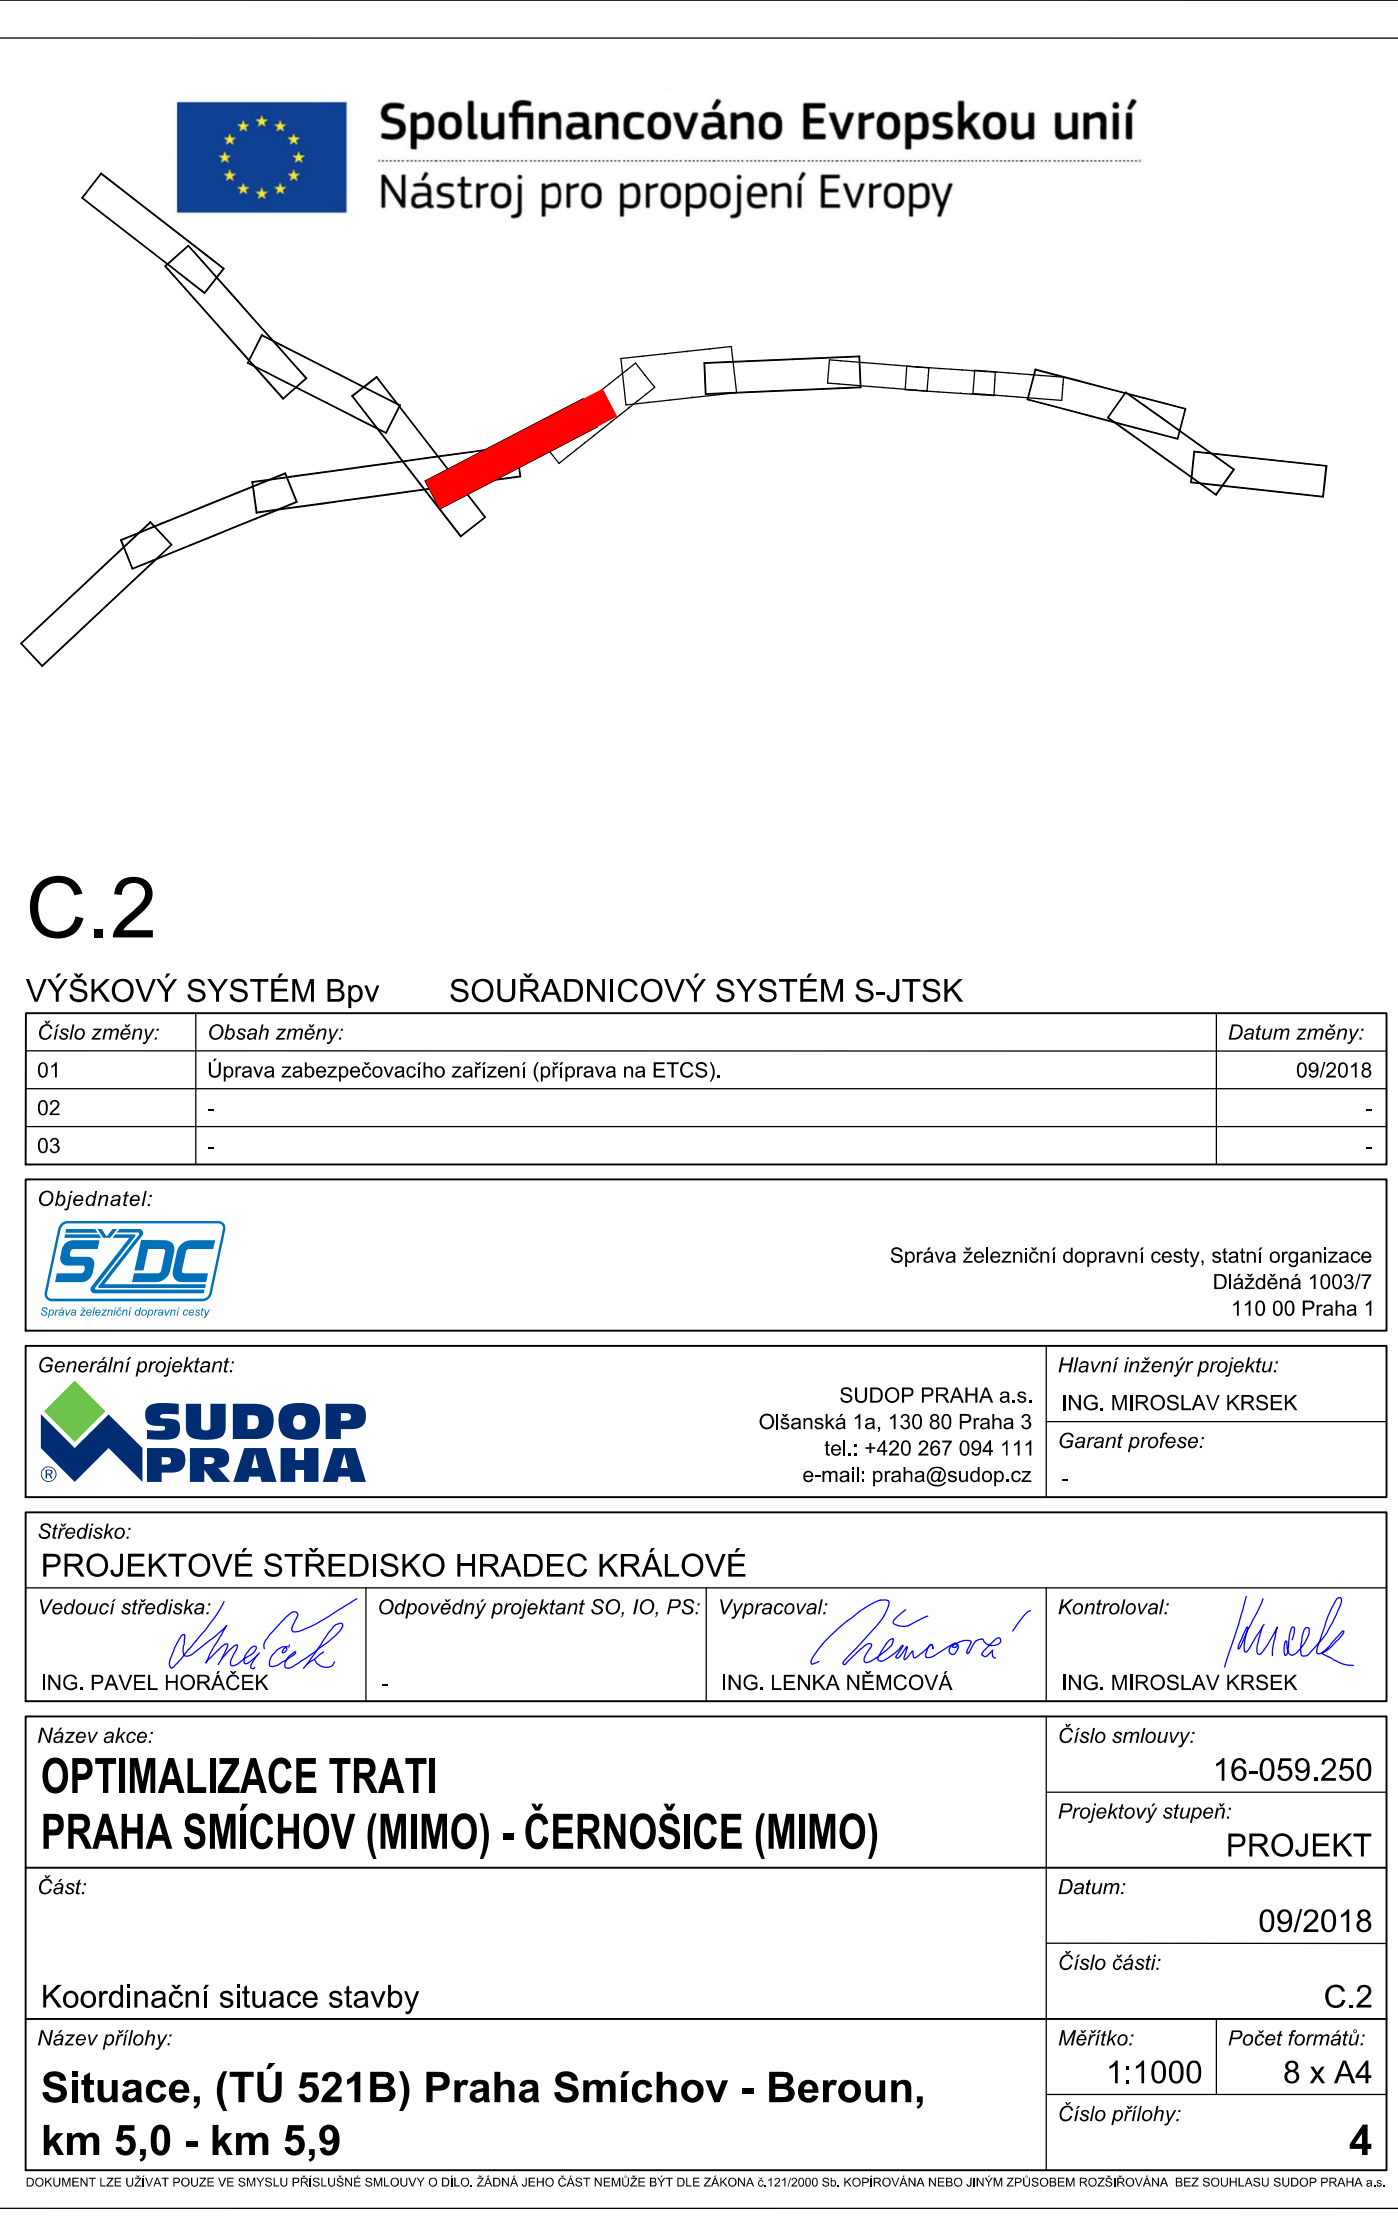 Spolufinancováno Evropskou unií
Nástroj pro propojení Evropy
C.2
VÝŠKOVÝ SYSTÉM Bpv SOUŘADNICOVÝ SYSTÉM S-JTSK
Číslo změny: Obsah změny: Datum změny:
01 Úprava zabezpečovacího zařízení (příprava na ETCS). 09/2018
02 - -
03 - -
Objednatel:
SŽDC
Správa železniční dopravní cesty
Správa železniční dopravní cesty, statní organizace
Dlážděná 1003/7
110 00 Praha 1
Generální projektant:
SUDOP
PRAHA
®
SUDOP PRAHA a.s.
Olšanská 1a, 130 80 Praha 3
tel.: +420 267 094 111
e-mail: praha@sudop.cz
Hlavní inženýr projektu:
ING. MIROSLAV KRSEK
Garant profese:
-
Středisko:
PROJEKTOVÉ STŘEDISKO HRADEC KRÁLOVÉ
Vedoucí střediska:
Horáček
ING. PAVEL HORÁČEK
Odpovědný projektant SO, IO, PS:
-
Vypracoval:
Němcová
ING. LENKA NĚMCOVÁ
Kontroloval:
Krsek
ING. MIROSLAV KRSEK
Název akce:
OPTIMALIZACE TRATI
PRAHA SMÍCHOV (MIMO) - ČERNOŠICE (MIMO)
Číslo smlouvy:
16-059.250
Projektový stupeň:
PROJEKT
Část:
Koordinační situace stavby
Datum:
09/2018
Číslo části:
C.2
Název přílohy:
Situace, (TÚ 521B) Praha Smíchov - Beroun,
km 5,0 - km 5,9
Měřítko:
1:1000
Počet formátů:
8 x A4
Číslo přílohy:
4
DOKUMENT LZE UŽÍVAT POUZE VE SMYSLU PŘÍSLUŠNÉ SMLOUVY O DÍLO. ŽÁDNÁ JEHO ČÁST NEMŮŽE BÝT DLE ZÁKONA č.121/2000 Sb. KOPÍROVÁNA NEBO JINÝM ZPŮSOBEM ROZŠIŘOVÁNA BEZ SOUHLASU SUDOP PRAHA a.s.